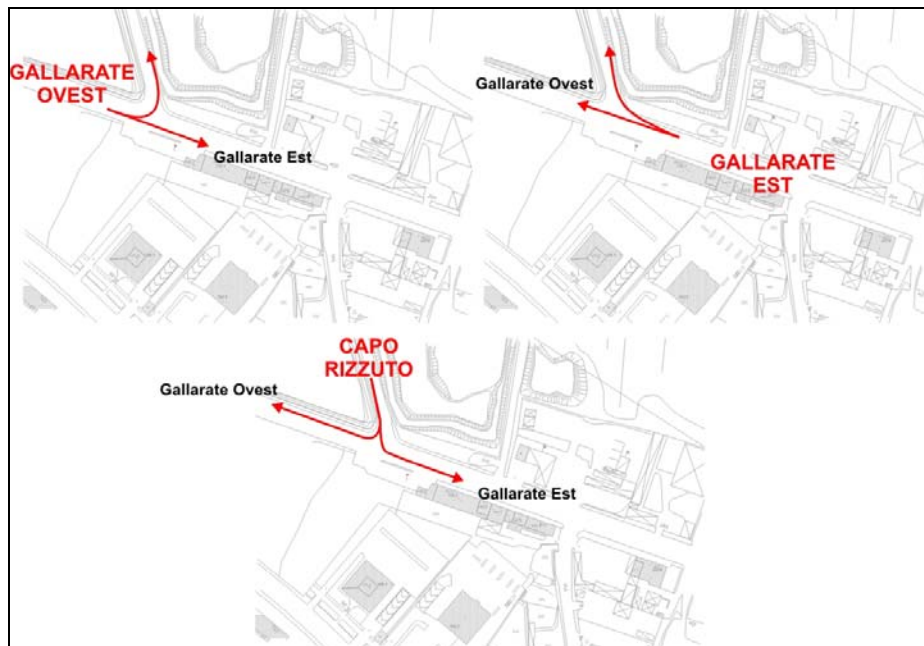 GALLARATE
OVEST
Gallarate Est
Gallarate Ovest
GALLARATE
EST
CAPO
RIZZUTO
Gallarate Ovest
Gallarate Est